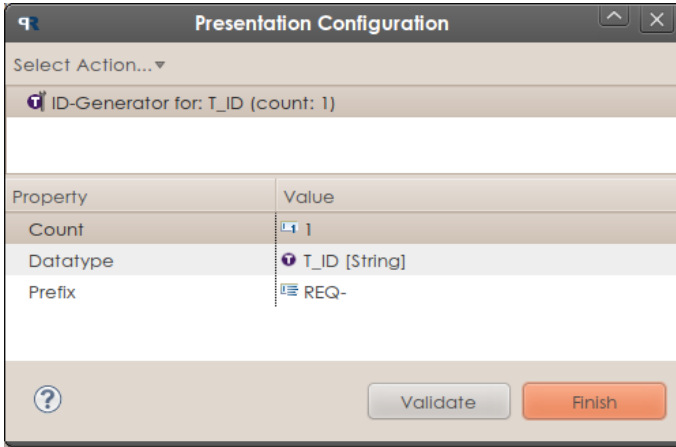 Presentation Configuration
Select Action...
ID-Generator for: T_ID (count: 1)
Property Value
Count 1
Datatype T_ID [String]
Prefix REQ-
Validate Finish